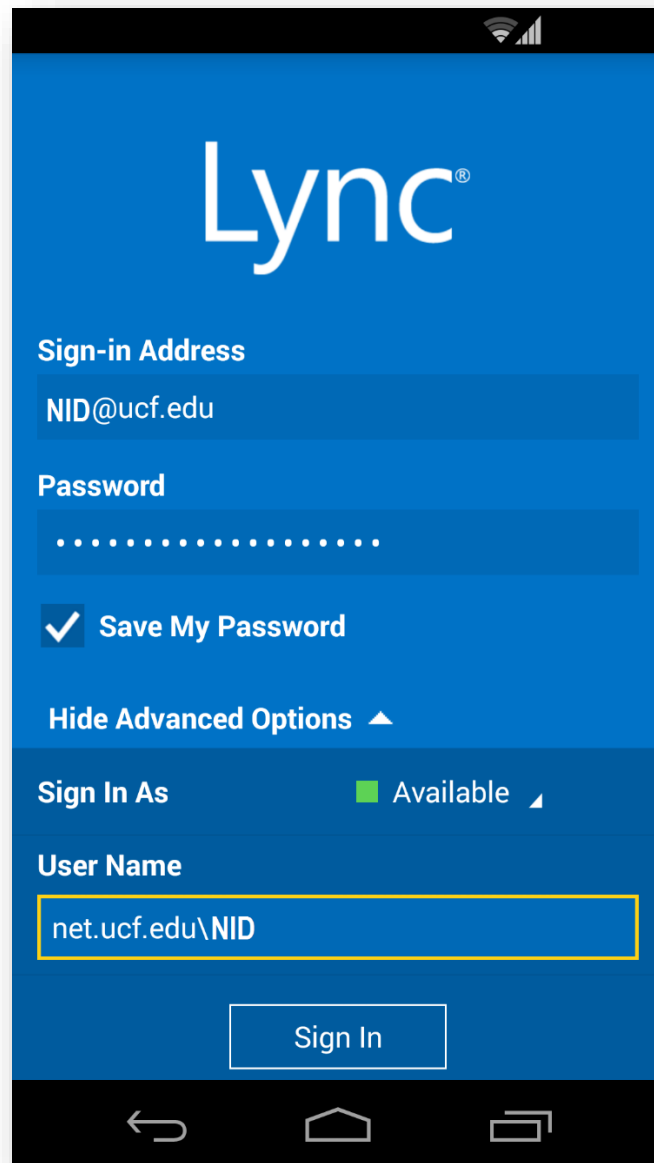 Lync®
Sign-in Address
NID@ucf.edu
Password
Save My Password
Hide Advanced Options
Sign In As
Available
User Name
net.ucf.edu\NID
Sign In